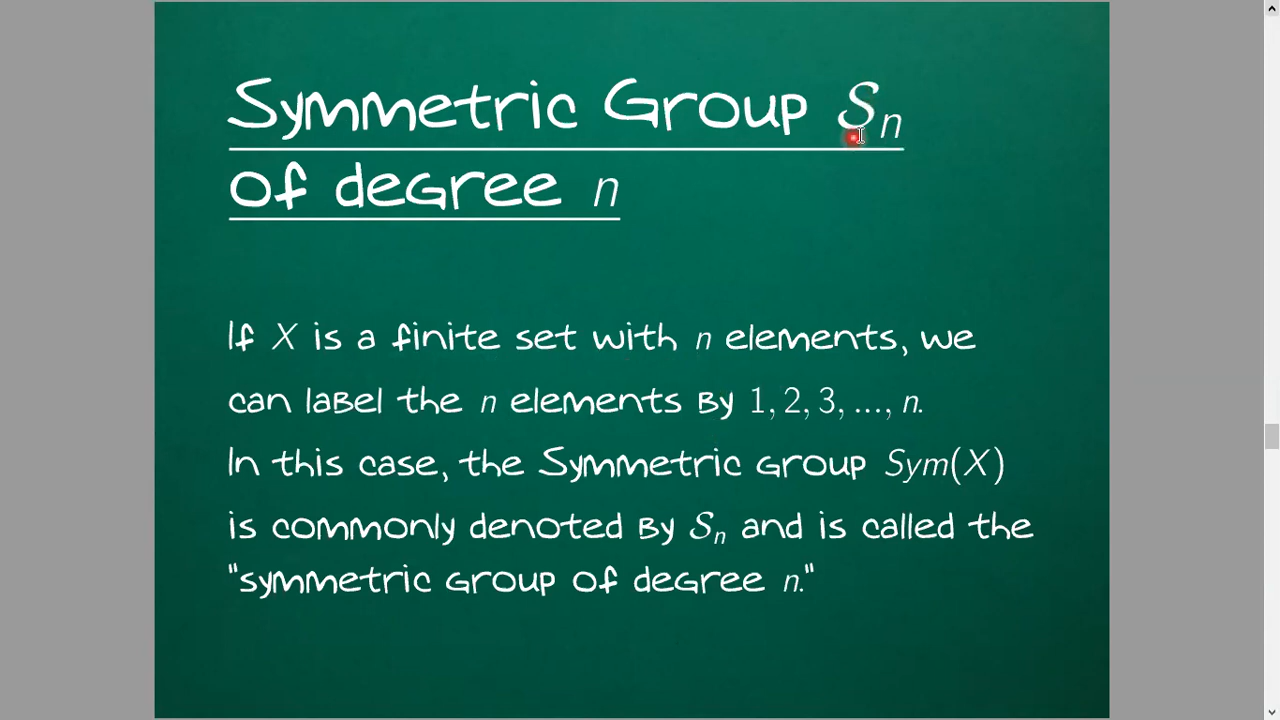 Symmetric Group Sₙ
of degree n
If X is a finite set with n elements, we
can label the n elements by 1, 2, 3, ..., n.
In this case, the Symmetric group Sym(X)
is commonly denoted by Sₙ and is called the
"symmetric group of degree n."